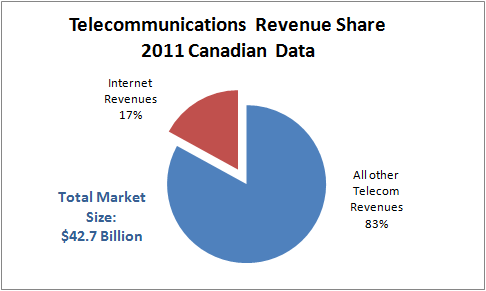 Telecommunications Revenue Share
2011 Canadian Data
Internet
Revenues
17%
All other
Telecom
Revenues
83%
Total Market
Size:
$42.7 Billion